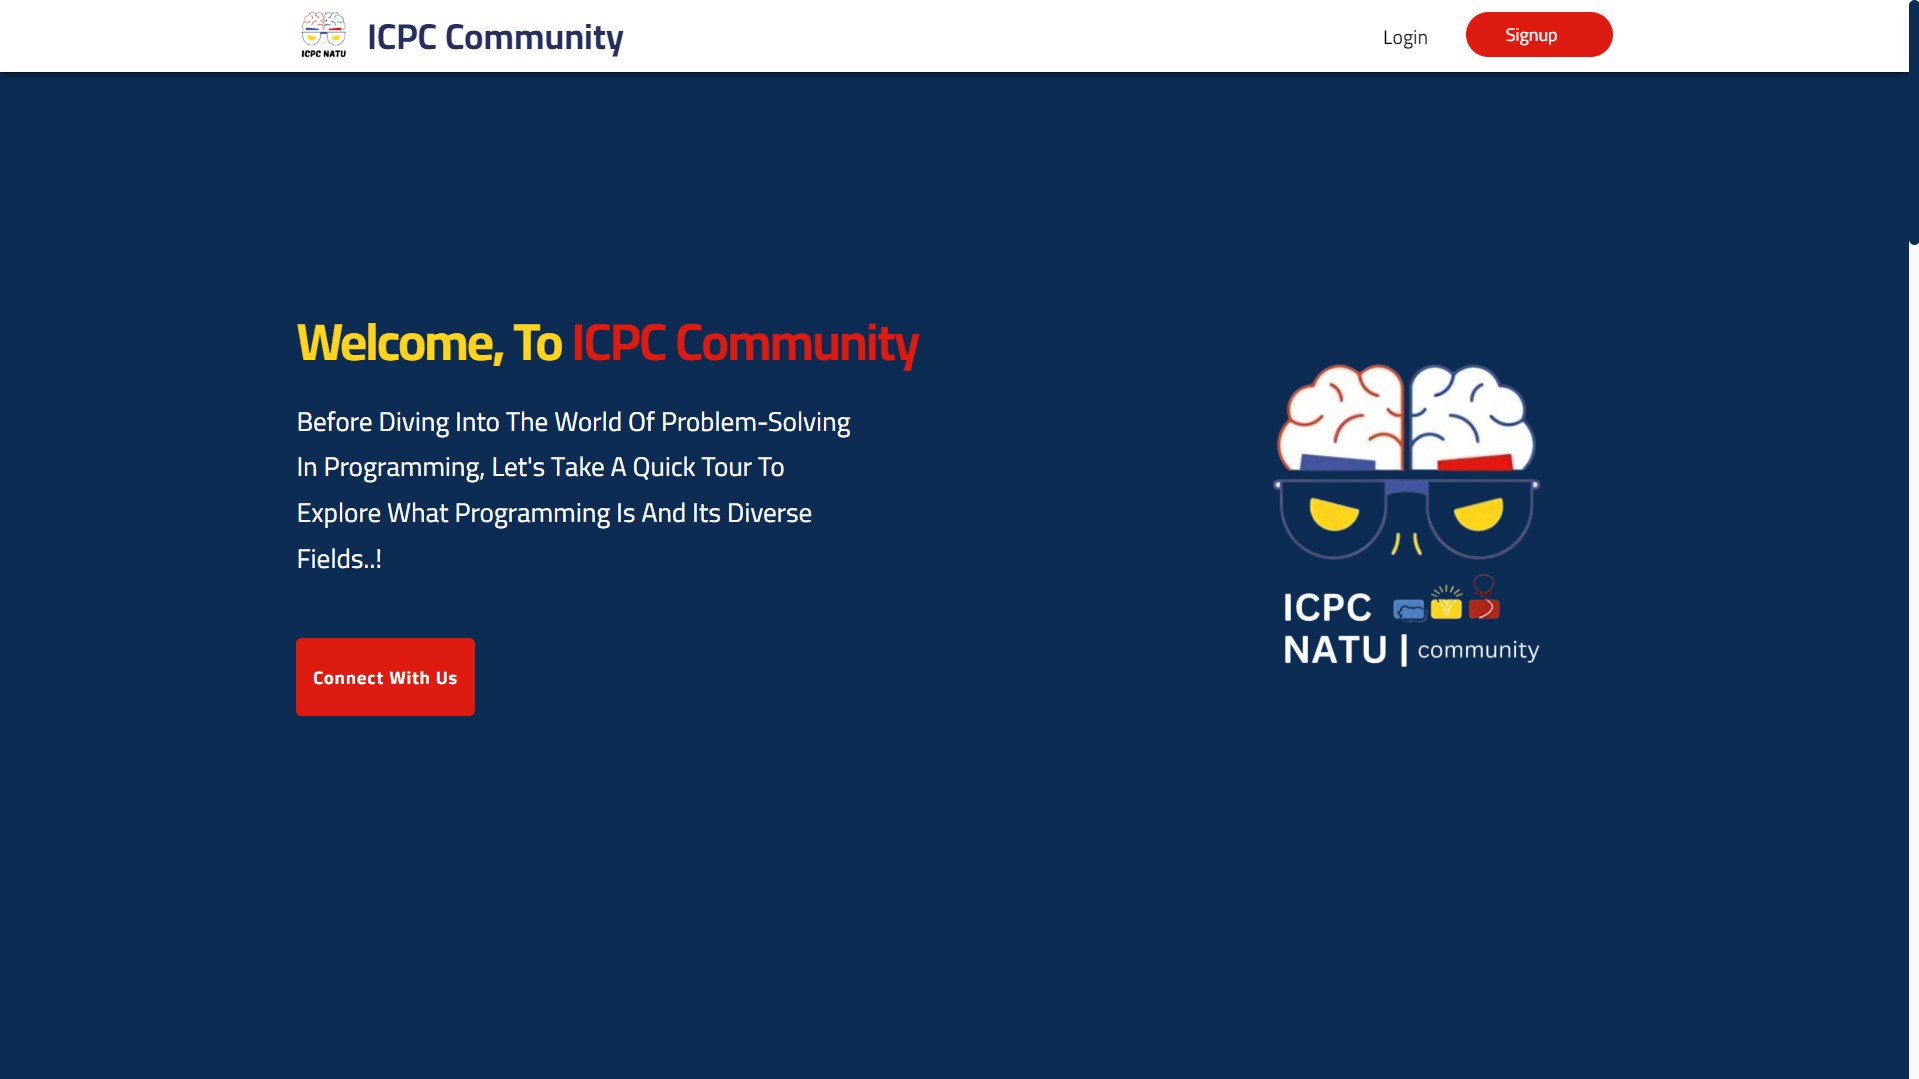 ICPC NATU
ICPC Community
Login
Signup
Welcome, To ICPC Community
Before Diving Into The World Of Problem-Solving
In Programming, Let's Take A Quick Tour To
Explore What Programming Is And Its Diverse
Fields..!
Connect With Us
ICPC
NATU | community